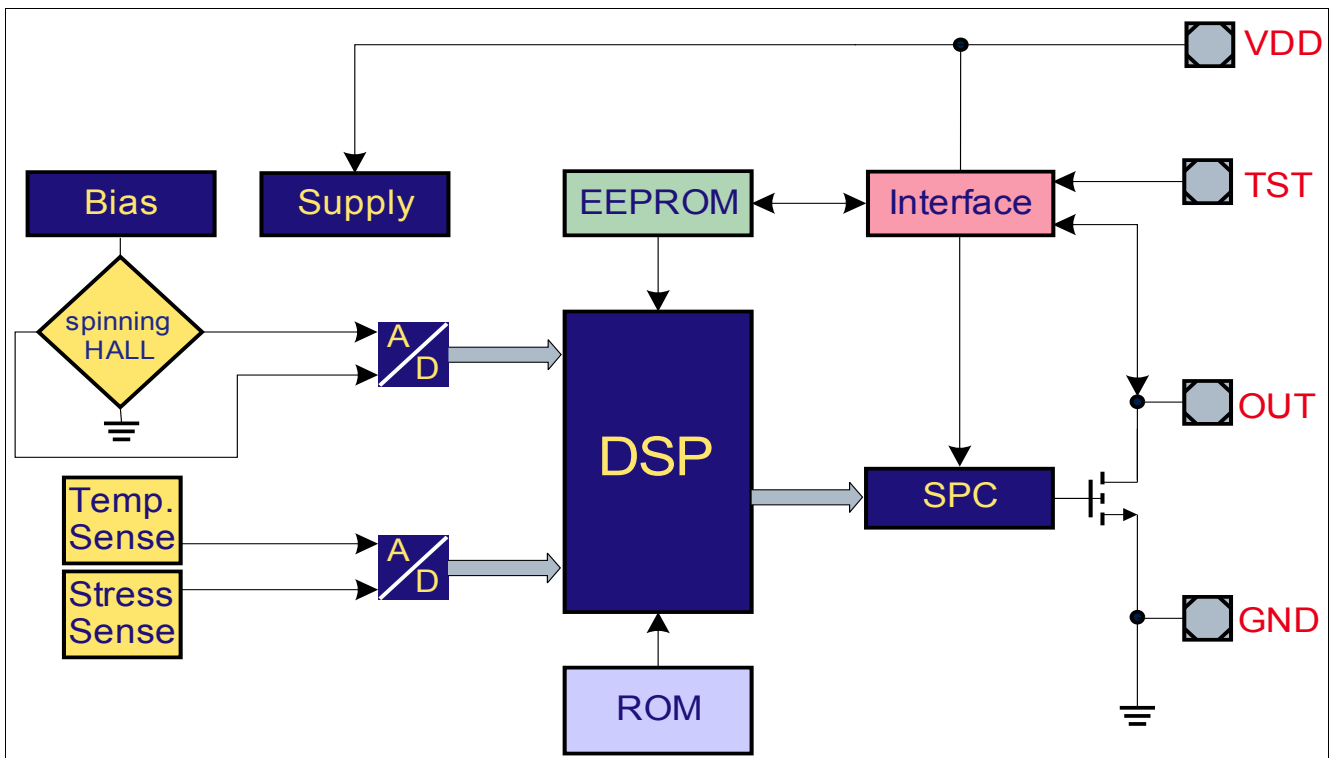 VDD
Bias
Supply
EEPROM
Interface
TST
spinning
HALL
A
D
DSP
OUT
Temp.
Sense
Stress
Sense
A
D
SPC
GND
ROM